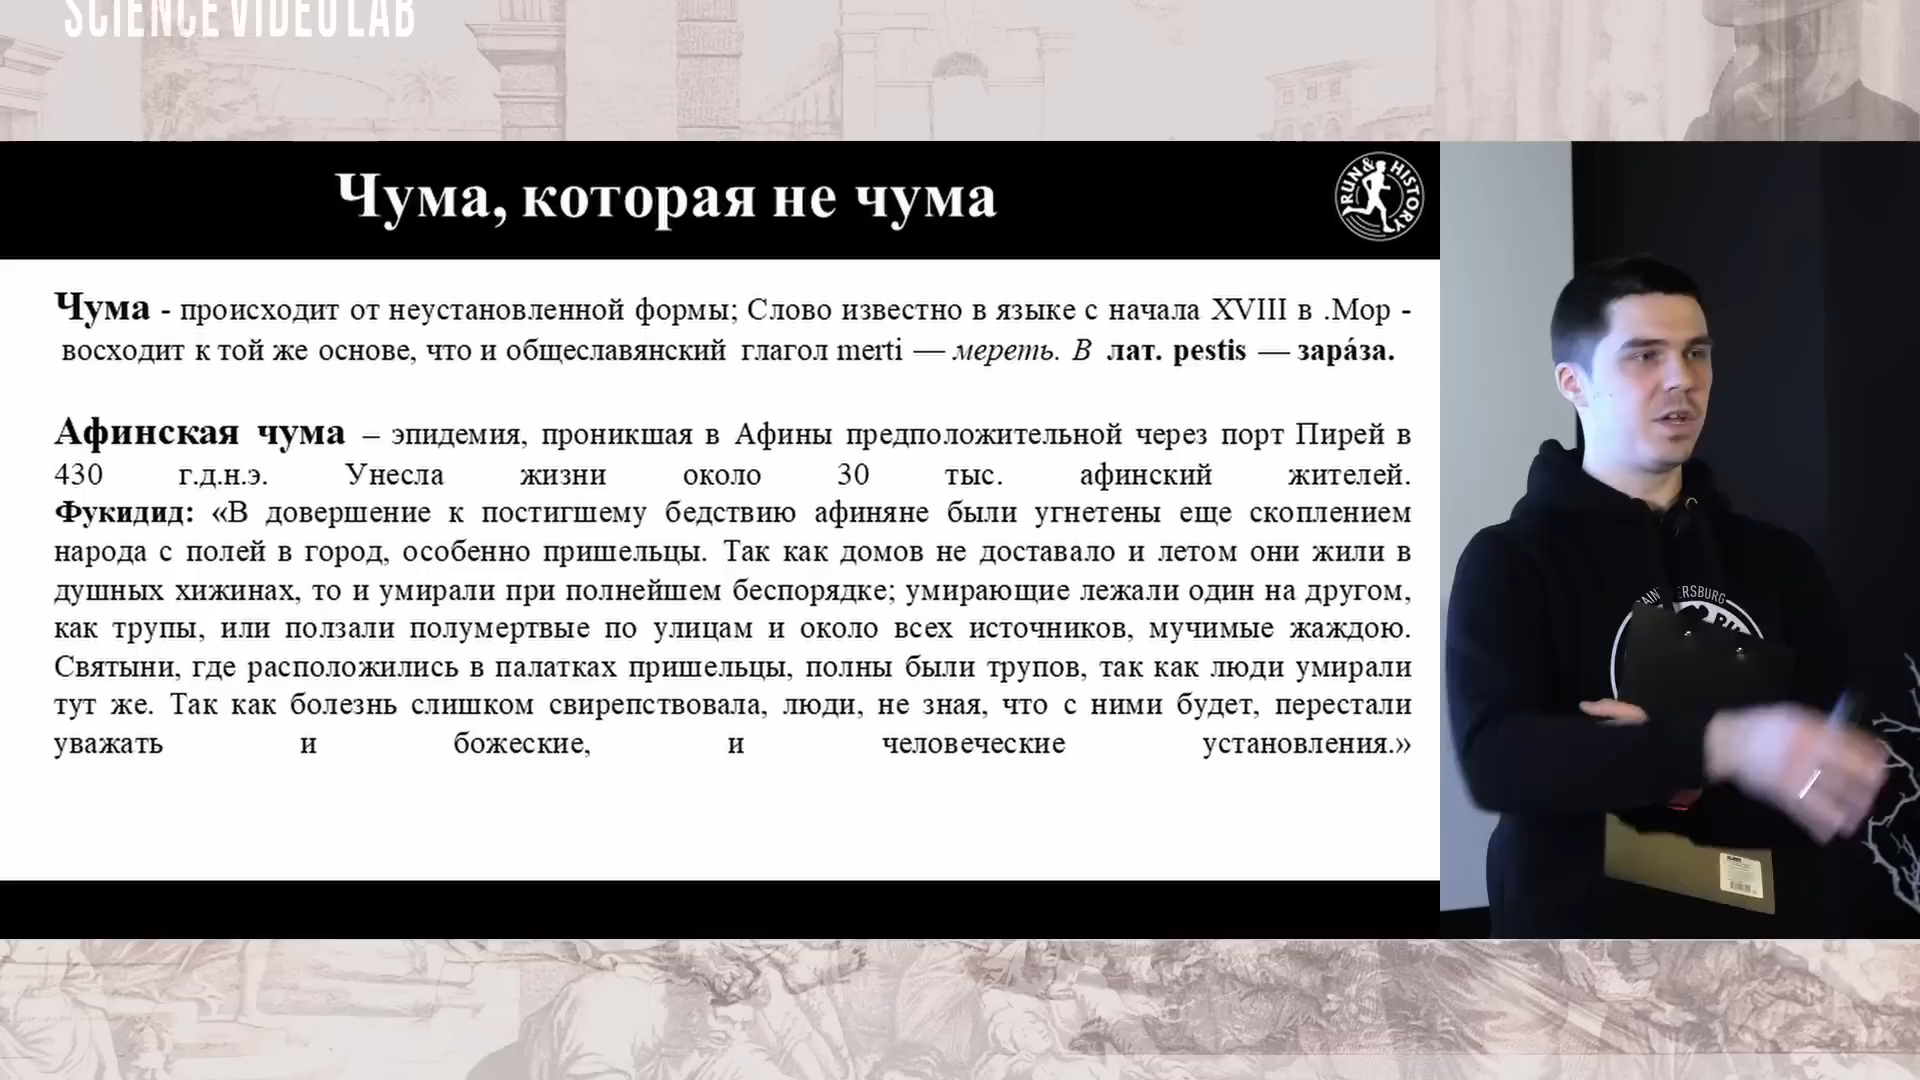 SCIENCE VIDEO LAB
Чума, которая не чума
RUN & HISTORY
Чума - происходит от неустановленной формы; Слово известно в языке с начала XVIII в .Мор -
восходит к той же основе, что и общеславянский глагол merti — мереть. В лат. pestis — зарáза.
Афинская чума – эпидемия, проникшая в Афины предположительной через порт Пирей в
430 г.д.н.э. Унесла жизни около 30 тыс. афинский жителей.
Фукидид: «В довершение к постигшему бедствию афиняне были угнетены еще скоплением
народа с полей в город, особенно пришельцы. Так как домов не доставало и летом они жили в
душных хижинах, то и умирали при полнейшем беспорядке; умирающие лежали один на другом,
как трупы, или ползали полумертвые по улицам и около всех источников, мучимые жаждою.
Святыни, где расположились в палатках пришельцы, полны были трупов, так как люди умирали
тут же. Так как болезнь слишком свирепствовала, люди, не зная, что с ними будет, перестали
уважать и божеские, и человеческие установления.»